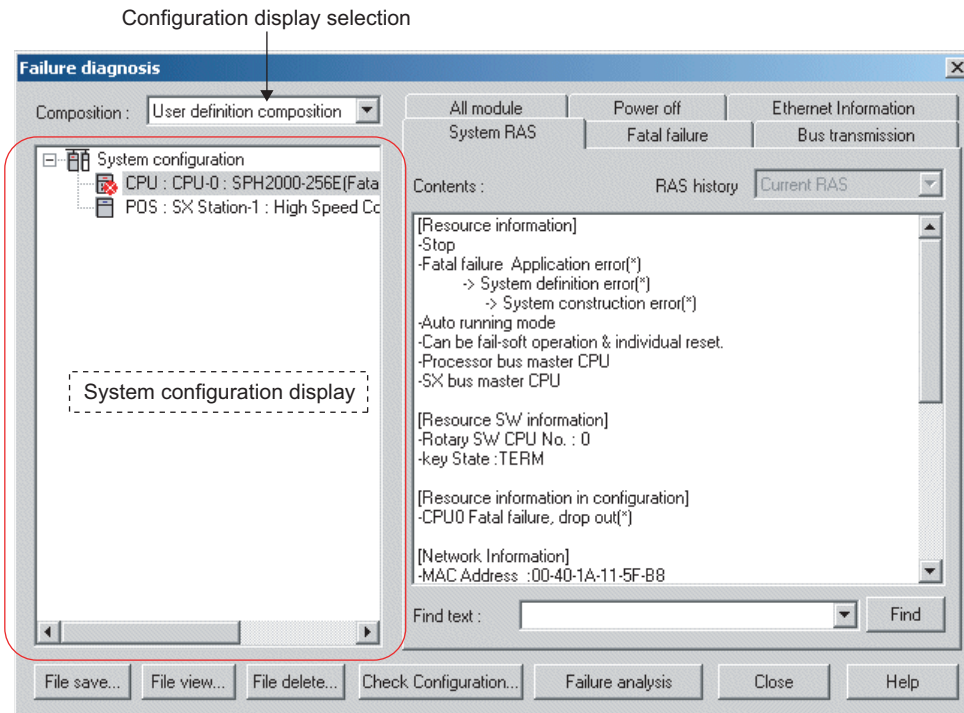 Configuration display selection
Failure diagnosis
Composition : User definition composition
System configuration
CPU : CPU-0 : SPH2000-256E(Fata
POS : SX Station-1 : High Speed Co
System configuration display
All module Power off Ethernet Information
System RAS Fatal failure Bus transmission
Contents : RAS history Current RAS
[Resource information]
-Stop
-Fatal failure Application error(*)
-> System definition error(*)
-> System construction error(*)
-Auto running mode
-Can be fail-soft operation & individual reset.
-Processor bus master CPU
-SX bus master CPU
[Resource SW information]
-Rotary SW CPU No. : 0
-key State :TERM
[Resource information in configuration]
-CPU0 Fatal failure, drop out(*)
[Network Information]
-MAC Address :00-40-1A-11-5F-B8
Find text : Find
File save... File view... File delete... Check Configuration... Failure analysis Close Help